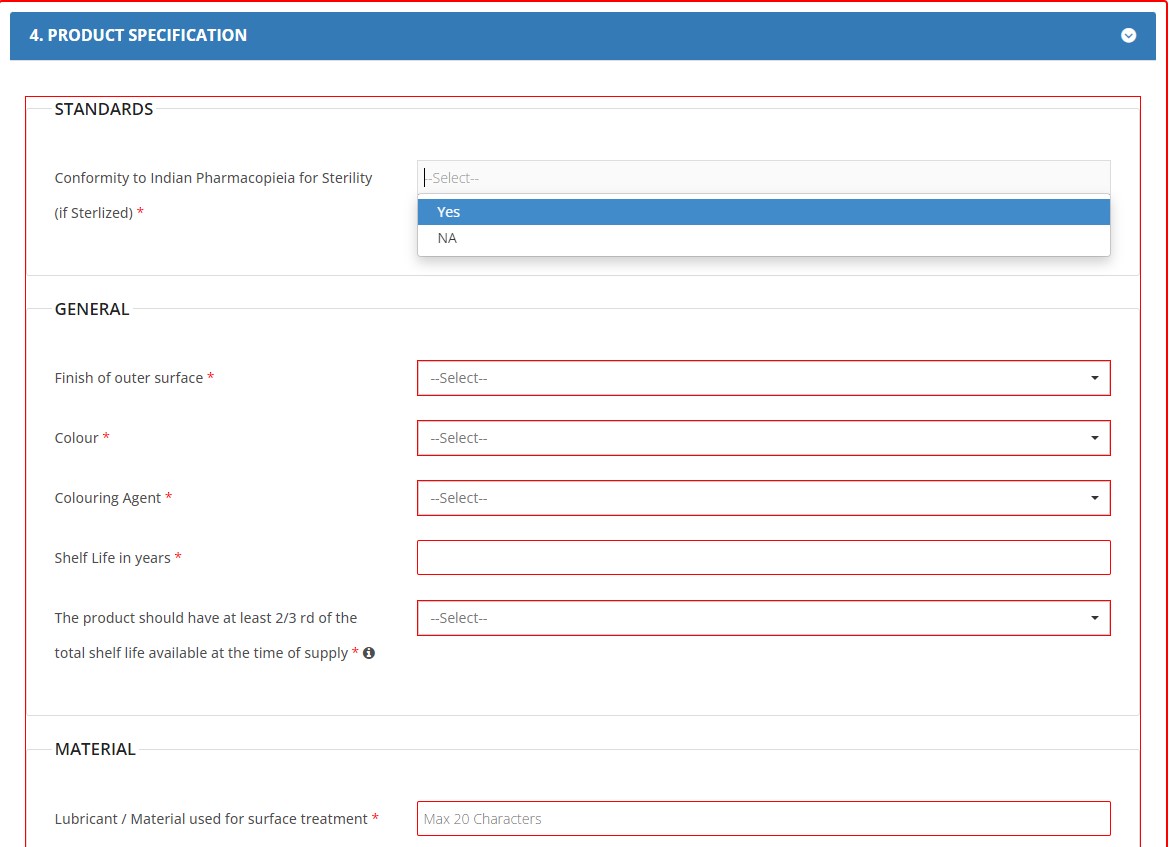 4. PRODUCT SPECIFICATION
STANDARDS
Conformity to Indian Pharmacopieia for Sterility
(if Sterlized) *
--Select--
Yes
NA
GENERAL
Finish of outer surface *
--Select--
Colour *
--Select--
Colouring Agent *
--Select--
Shelf Life in years *
The product should have at least 2/3 rd of the
total shelf life available at the time of supply *
--Select--
MATERIAL
Lubricant / Material used for surface treatment *
Max 20 Characters